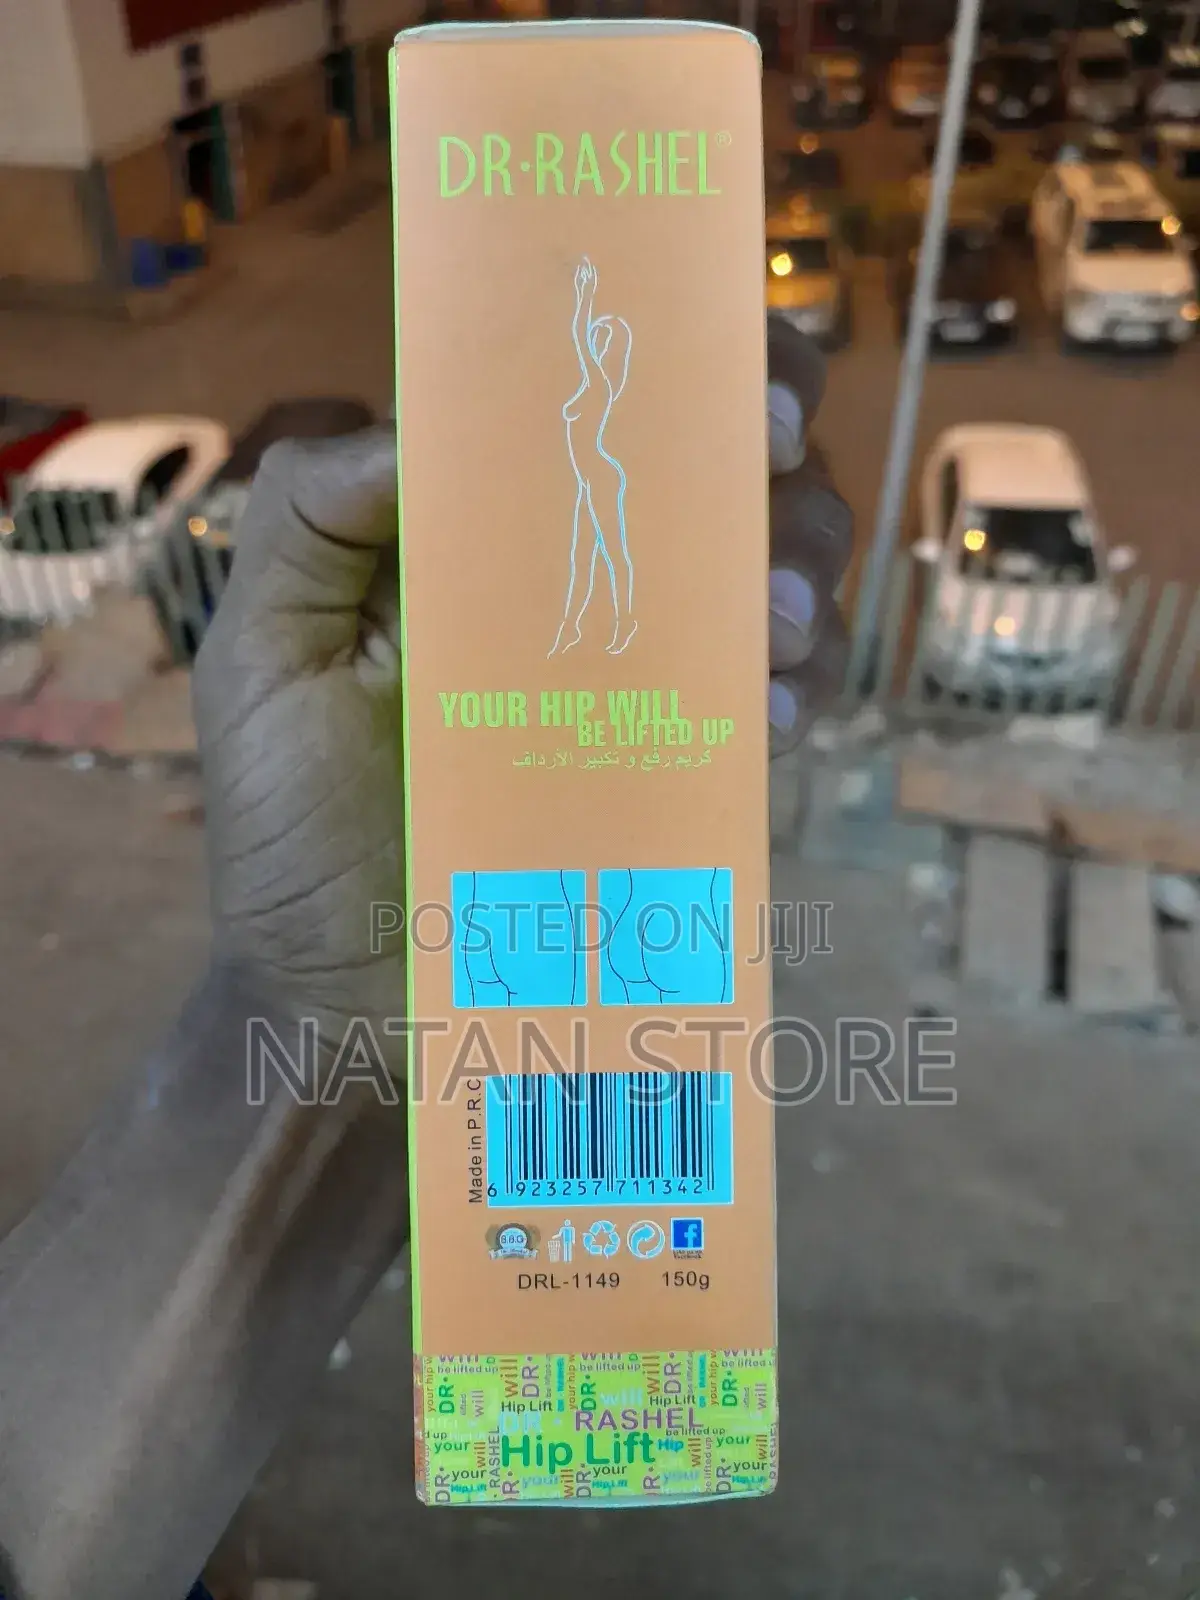 DR·RASHEL®
YOUR HIP WILL
BE LIFTED UP
كريم رفع و تكبير الأرداف
POSTED ON JIJI
NATAN STORE
Made in P.R.C
6 923257 711342
B.B.G
f
DRL-1149 150g
DR · RASHEL
Hip Lift